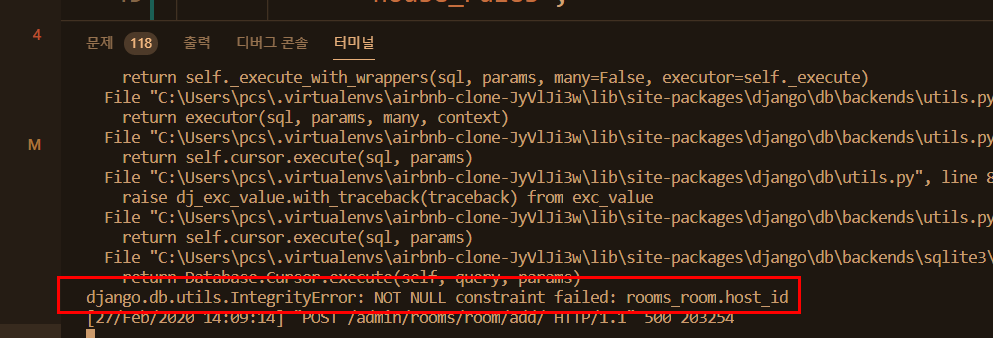 4
문제 118 출력 디버그 콘솔 터미널
return self._execute_with_wrappers(sql, params, many=False, executor=self._execute)
File "C:\Users\pcs\.virtualenvs\airbnb-clone-JyVlJi3w\lib\site-packages\django\db\backends\utils.py
return executor(sql, params, many, context)
File "C:\Users\pcs\.virtualenvs\airbnb-clone-JyVlJi3w\lib\site-packages\django\db\backends\utils.py
return self.cursor.execute(sql, params)
M
File "C:\Users\pcs\.virtualenvs\airbnb-clone-JyVlJi3w\lib\site-packages\django\db\utils.py", line 8
raise dj_exc_value.with_traceback(traceback) from exc_value
File "C:\Users\pcs\.virtualenvs\airbnb-clone-JyVlJi3w\lib\site-packages\django\db\backends\utils.py
return self.cursor.execute(sql, params)
File "C:\Users\pcs\.virtualenvs\airbnb-clone-JyVlJi3w\lib\site-packages\django\db\backends\sqlite3\
return Database.Cursor.execute(self, query, params)
django.db.utils.IntegrityError: NOT NULL constraint failed: rooms_room.host_id
[27/Feb/2020 14:09:14] "POST /admin/rooms/room/add/ HTTP/1.1" 500 203254